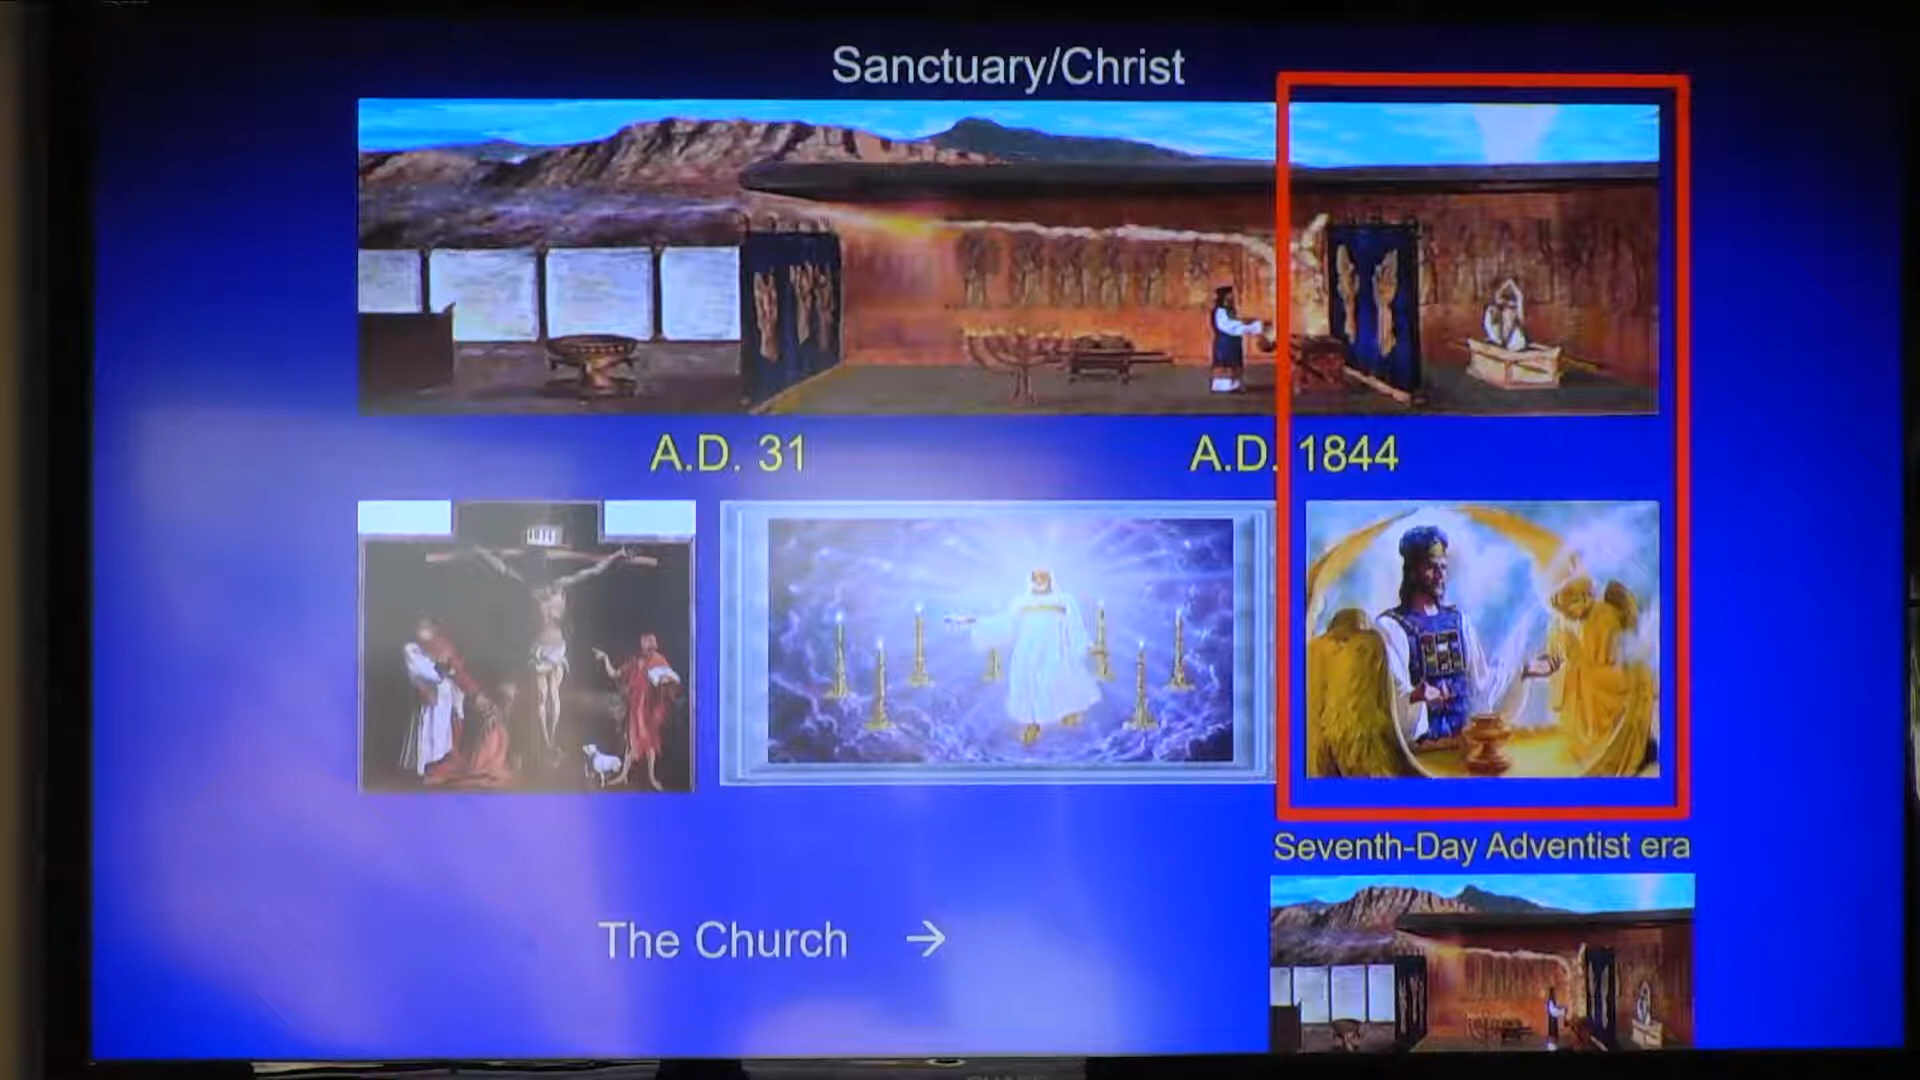 Sanctuary/Christ
A.D. 31
A.D. 1844
Seventh-Day Adventist era
The Church →